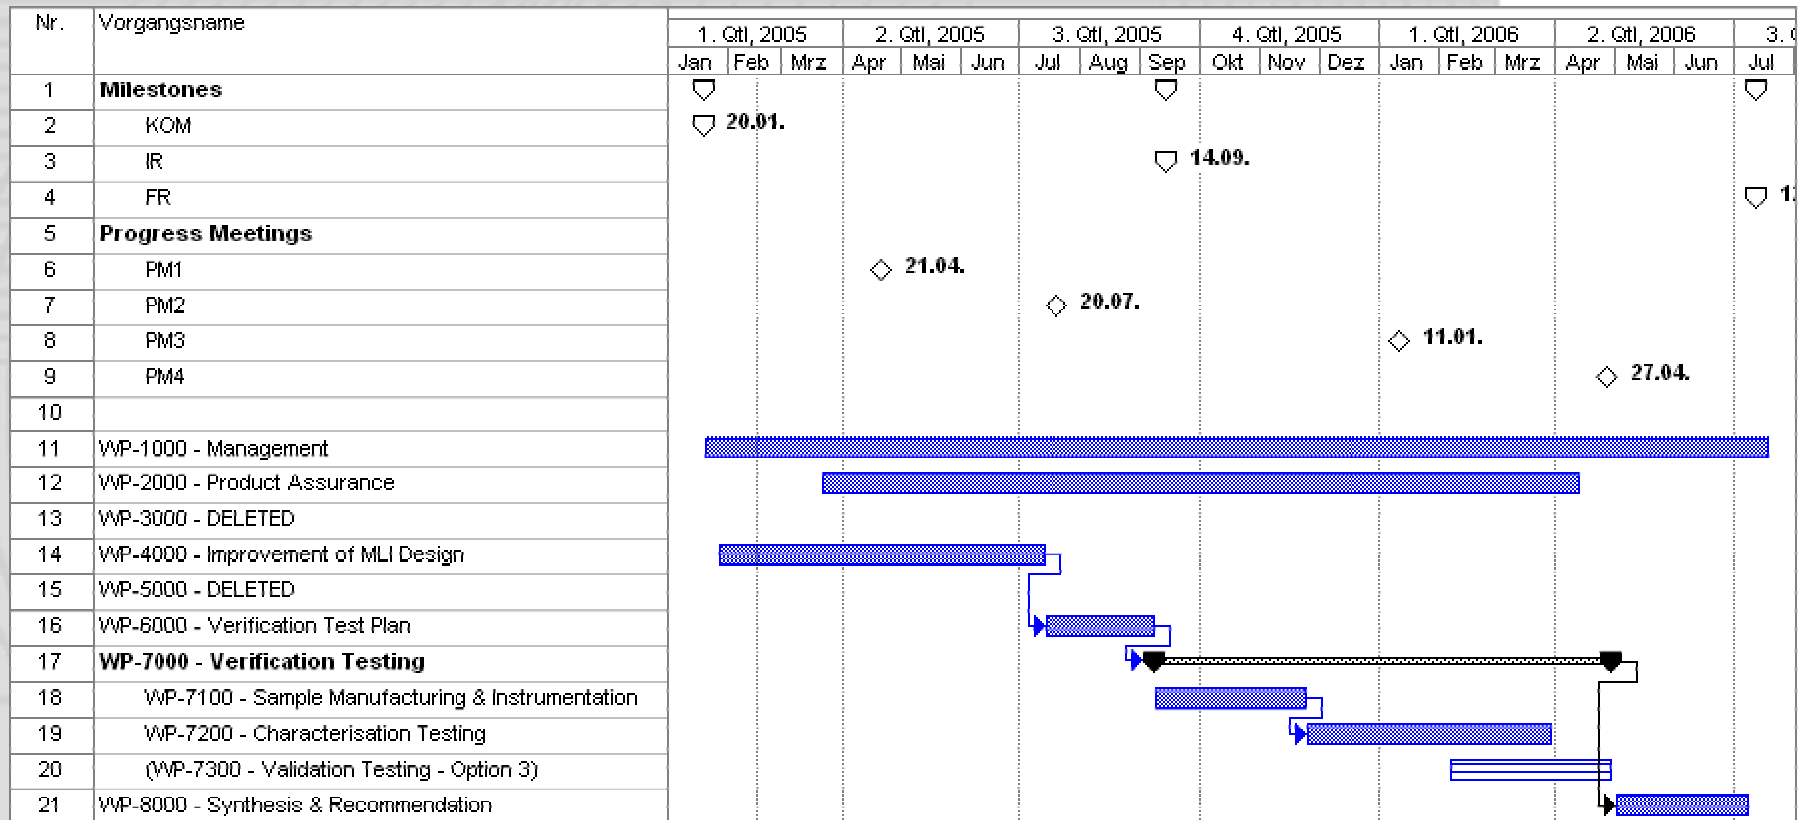 Nr. Vorgangsname
1. Qtl, 2005 2. Qtl, 2005 3. Qtl, 2005 4. Qtl, 2005 1. Qtl, 2006 2. Qtl, 2006 3.
Jan Feb Mrz Apr Mai Jun Jul Aug Sep Okt Nov Dez Jan Feb Mrz Apr Mai Jun Jul
1 Milestones
2 KOM 20.01.
3 IR 14.09.
4 FR
5 Progress Meetings
6 PM1 21.04.
7 PM2 20.07.
8 PM3 11.01.
9 PM4 27.04.
10
11 WP-1000 - Management
12 WP-2000 - Product Assurance
13 WP-3000 - DELETED
14 WP-4000 - Improvement of MLI Design
15 WP-5000 - DELETED
16 WP-6000 - Verification Test Plan
17 WP-7000 - Verification Testing
18 WP-7100 - Sample Manufacturing & Instrumentation
19 WP-7200 - Characterisation Testing
20 (WP-7300 - Validation Testing - Option 3)
21 WP-8000 - Synthesis & Recommendation